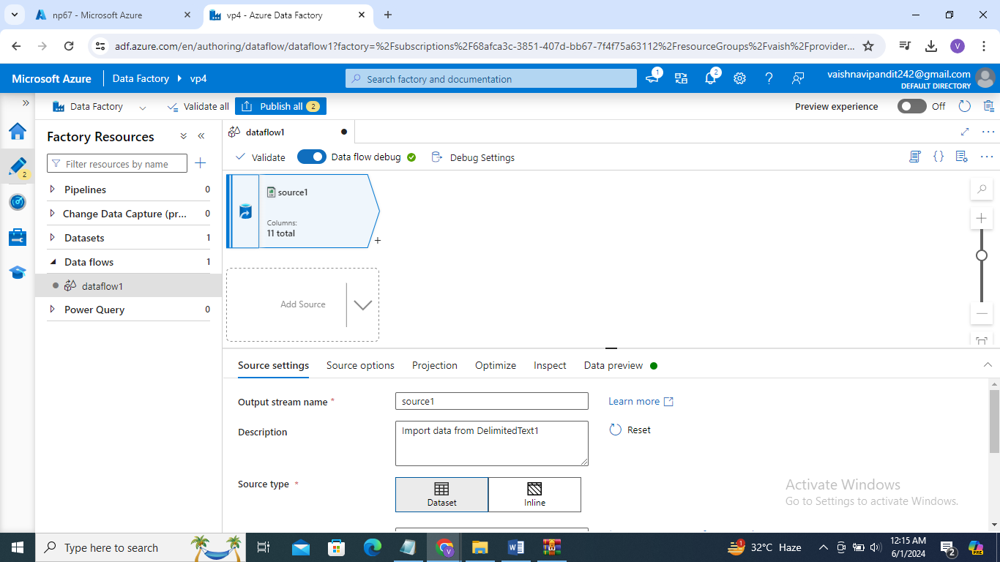 np67 - Microsoft Azure
vp4 - Azure Data Factory
adf.azure.com/en/authoring/dataflow/dataflow1?factory=%2Fsubscriptions%2F68afca3c-3851-407d-bb67-7f4f75a63112%2FresourceGroups%2Fvaish%2Fprovider...
V
Microsoft Azure
Data Factory
vp4
Search factory and documentation
1
2
vaishnavipandit242@gmail.com
DEFAULT DIRECTORY
Data Factory
Validate all
Publish all 2
Preview experience
Off
2
Factory Resources
Filter resources by name
Pipelines 0
Change Data Capture (pr... 0
Datasets 1
Data flows 1
dataflow1
Power Query 0
dataflow1
Validate
Data flow debug
Debug Settings
source1
Columns:
11 total
Add Source
Source settings
Source options
Projection
Optimize
Inspect
Data preview
Output stream name *
source1
Learn more
Description
Import data from DelimitedText1
Reset
Source type *
Dataset
Inline
Activate Windows
Go to Settings to activate Windows.
Type here to search
V
W
1
32°C Haze
12:15 AM
6/1/2024
2
PRE